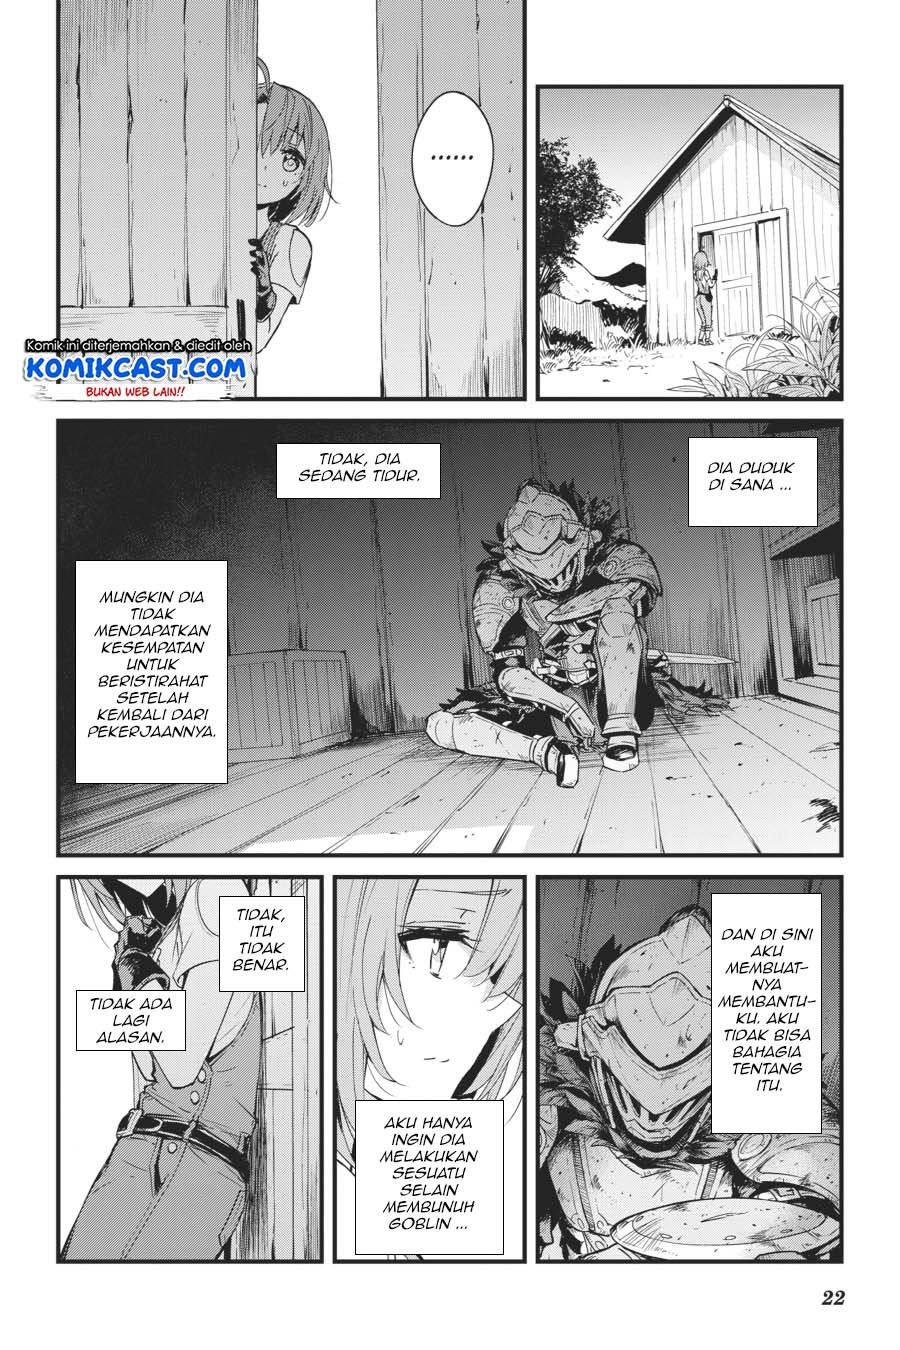 ......
Komik ini diterjemahkan & diedit oleh
KOMIKCAST.COM
BUKAN WEB LAIN!!
DIA DUDUK
DI SANA ...
TIDAK, DIA
SEDANG TIDUR.
MUNGKIN DIA
TIDAK
MENDAPATKAN
KESEMPATAN
UNTUK
BERISTIRAHAT
SETELAH
KEMBALI DARI
PEKERJAANNYA.
DAN DI SINI
AKU
MEMBUAT-
NYA
MEMBANTU-
KU. AKU
TIDAK BISA
BAHAGIA
TENTANG
ITU.
AKU HANYA
INGIN DIA
MELAKUKAN
SESUATU
SELAIN
MEMBUNUH
GOBLIN ...
TIDAK,
ITU
TIDAK
BENAR.
TIDAK ADA
LAGI
ALASAN.
22